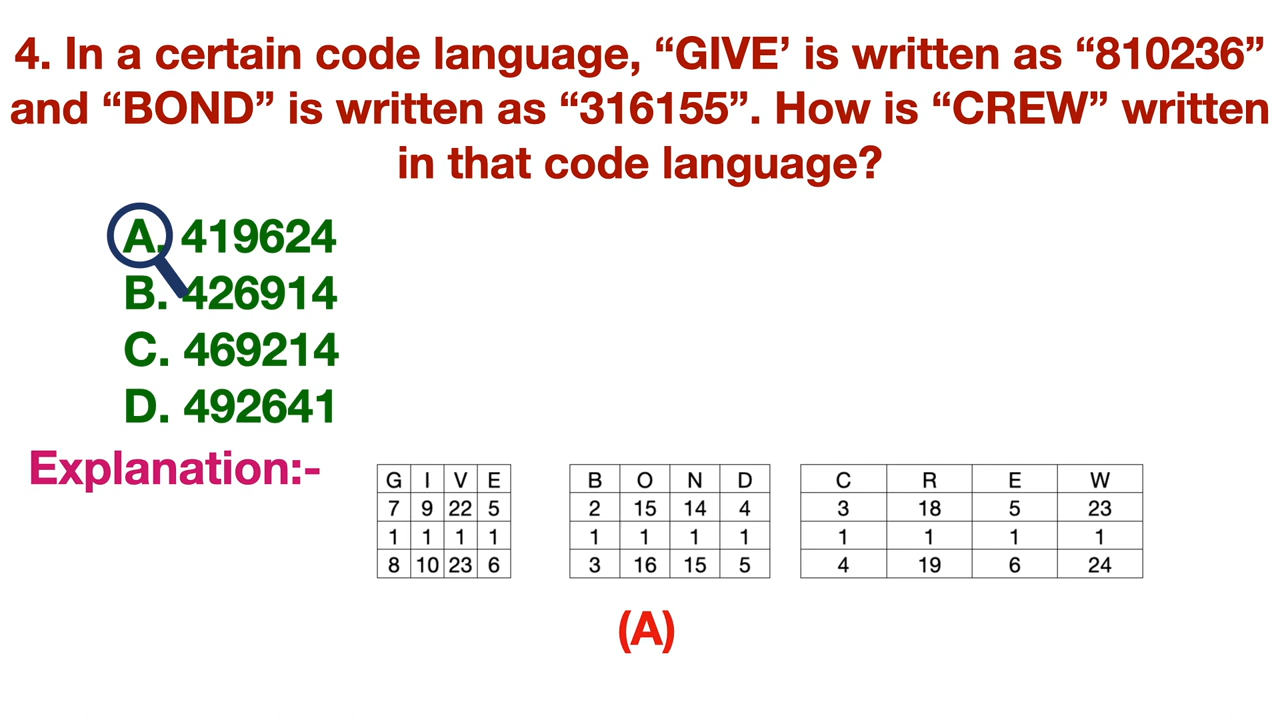 4. In a certain code language, “GIVE’ is written as “810236”
and “BOND” is written as “316155”. How is “CREW” written
in that code language?
A. 419624
B. 426914
C. 469214
D. 492641
Explanation:-
G I V E
7 9 22 5
1 1 1 1
8 10 23 6
B O N D
2 15 14 4
1 1 1 1
3 16 15 5
C R E W
3 18 5 23
1 1 1 1
4 19 6 24
(A)